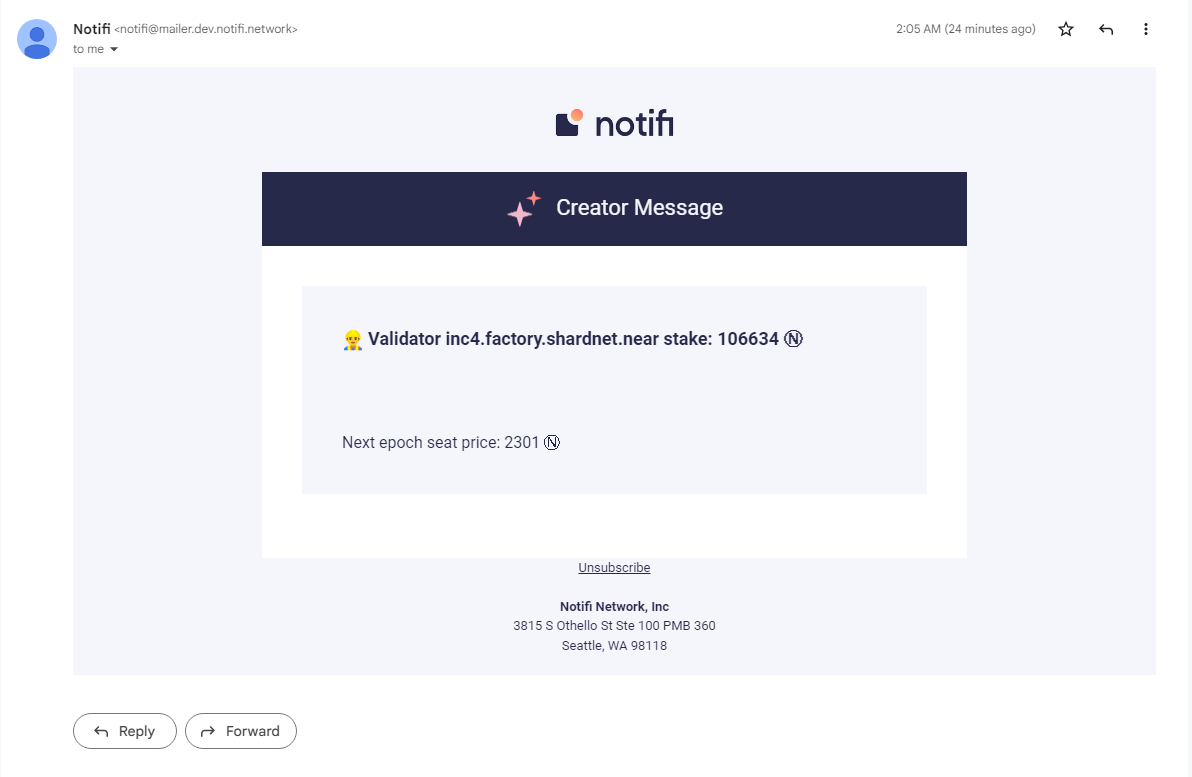 Notifi <notifi@mailer.dev.notifi.network>
2:05 AM (24 minutes ago)
to me
notifi
Creator Message
👷 Validator inc4.factory.shardnet.near stake: 106634 Ⓝ
Next epoch seat price: 2301 Ⓝ
Unsubscribe
Notifi Network, Inc
3815 S Othello St Ste 100 PMB 360
Seattle, WA 98118
Reply
Forward